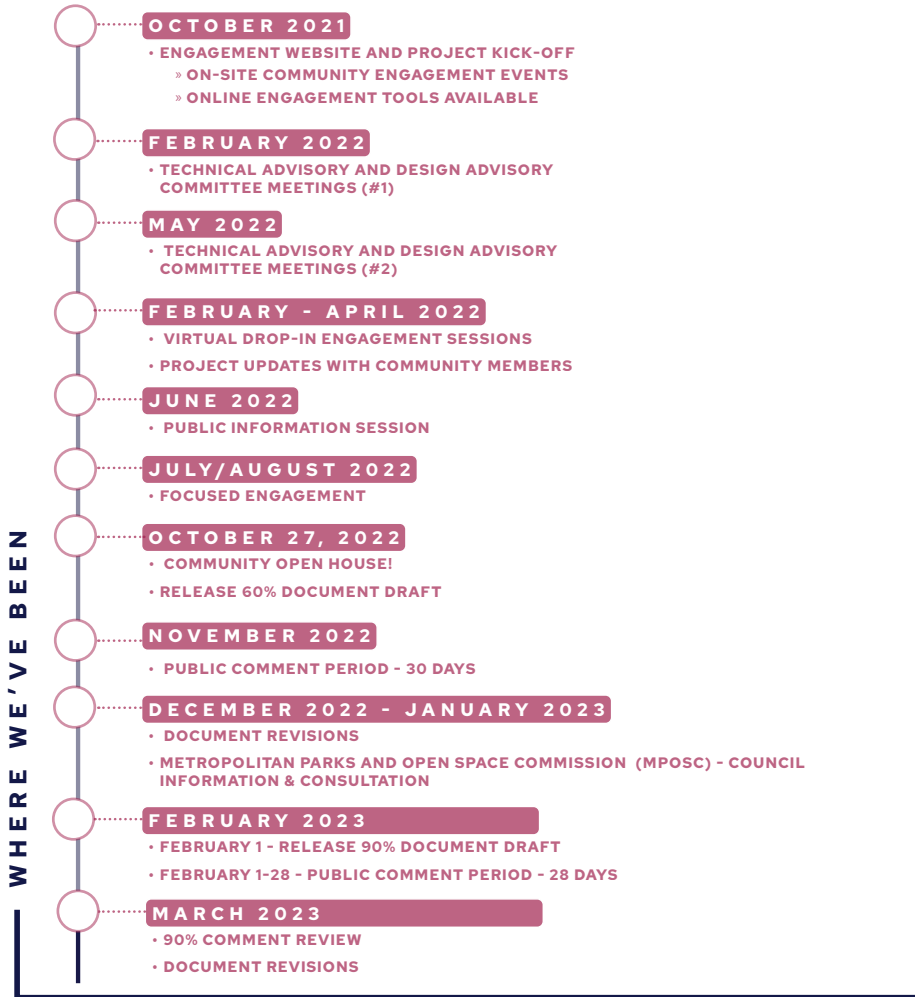 OCTOBER 2021
• ENGAGEMENT WEBSITE AND PROJECT KICK-OFF
» ON-SITE COMMUNITY ENGAGEMENT EVENTS
» ONLINE ENGAGEMENT TOOLS AVAILABLE
FEBRUARY 2022
• TECHNICAL ADVISORY AND DESIGN ADVISORY
COMMITTEE MEETINGS (#1)
MAY 2022
• TECHNICAL ADVISORY AND DESIGN ADVISORY
COMMITTEE MEETINGS (#2)
FEBRUARY - APRIL 2022
• VIRTUAL DROP-IN ENGAGEMENT SESSIONS
• PROJECT UPDATES WITH COMMUNITY MEMBERS
JUNE 2022
• PUBLIC INFORMATION SESSION
JULY/AUGUST 2022
• FOCUSED ENGAGEMENT
OCTOBER 27, 2022
• COMMUNITY OPEN HOUSE!
• RELEASE 60% DOCUMENT DRAFT
NOVEMBER 2022
• PUBLIC COMMENT PERIOD - 30 DAYS
DECEMBER 2022 - JANUARY 2023
• DOCUMENT REVISIONS
• METROPOLITAN PARKS AND OPEN SPACE COMMISSION (MPOSC) - COUNCIL
INFORMATION & CONSULTATION
FEBRUARY 2023
• FEBRUARY 1 - RELEASE 90% DOCUMENT DRAFT
• FEBRUARY 1-28 - PUBLIC COMMENT PERIOD - 28 DAYS
MARCH 2023
• 90% COMMENT REVIEW
• DOCUMENT REVISIONS
WHERE WE'VE BEEN